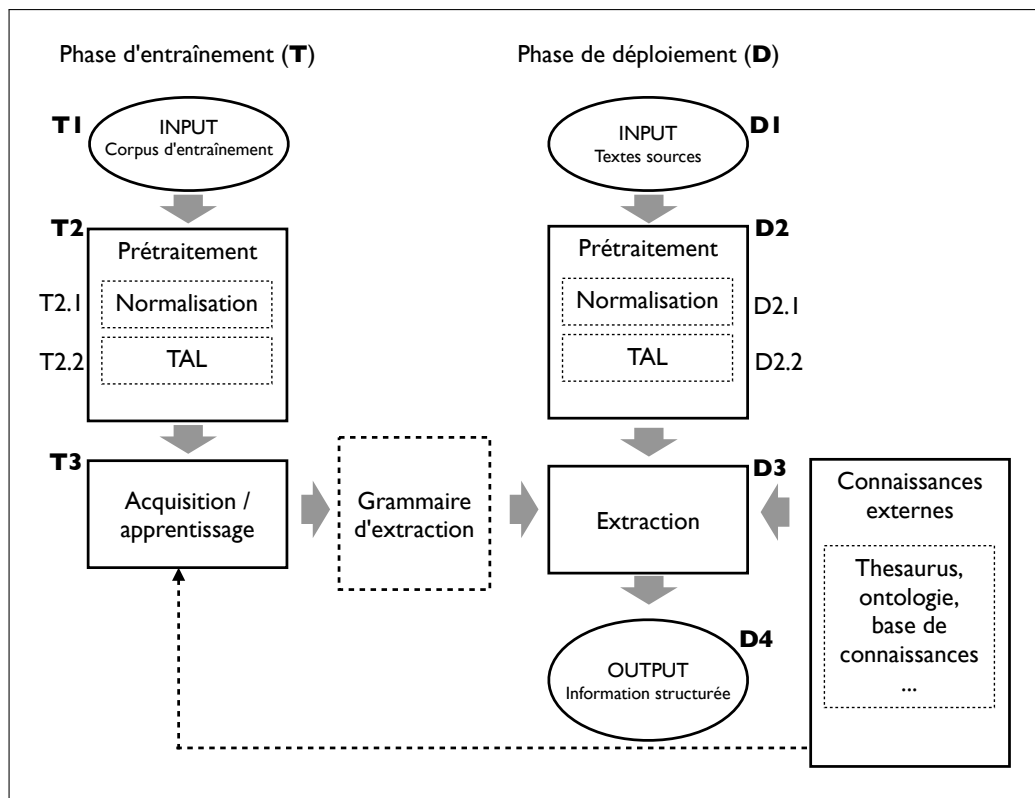 Phase d'entraînement (T)
Phase de déploiement (D)
T1
INPUT
Corpus d'entraînement
D1
INPUT
Textes sources
T2
Prétraitement
T2.1
Normalisation
T2.2
TAL
D2
Prétraitement
Normalisation
D2.1
TAL
D2.2
T3
Acquisition /
apprentissage
Grammaire
d'extraction
D3
Extraction
Connaissances
externes
Thesaurus,
ontologie,
base de
connaissances
...
D4
OUTPUT
Information structurée